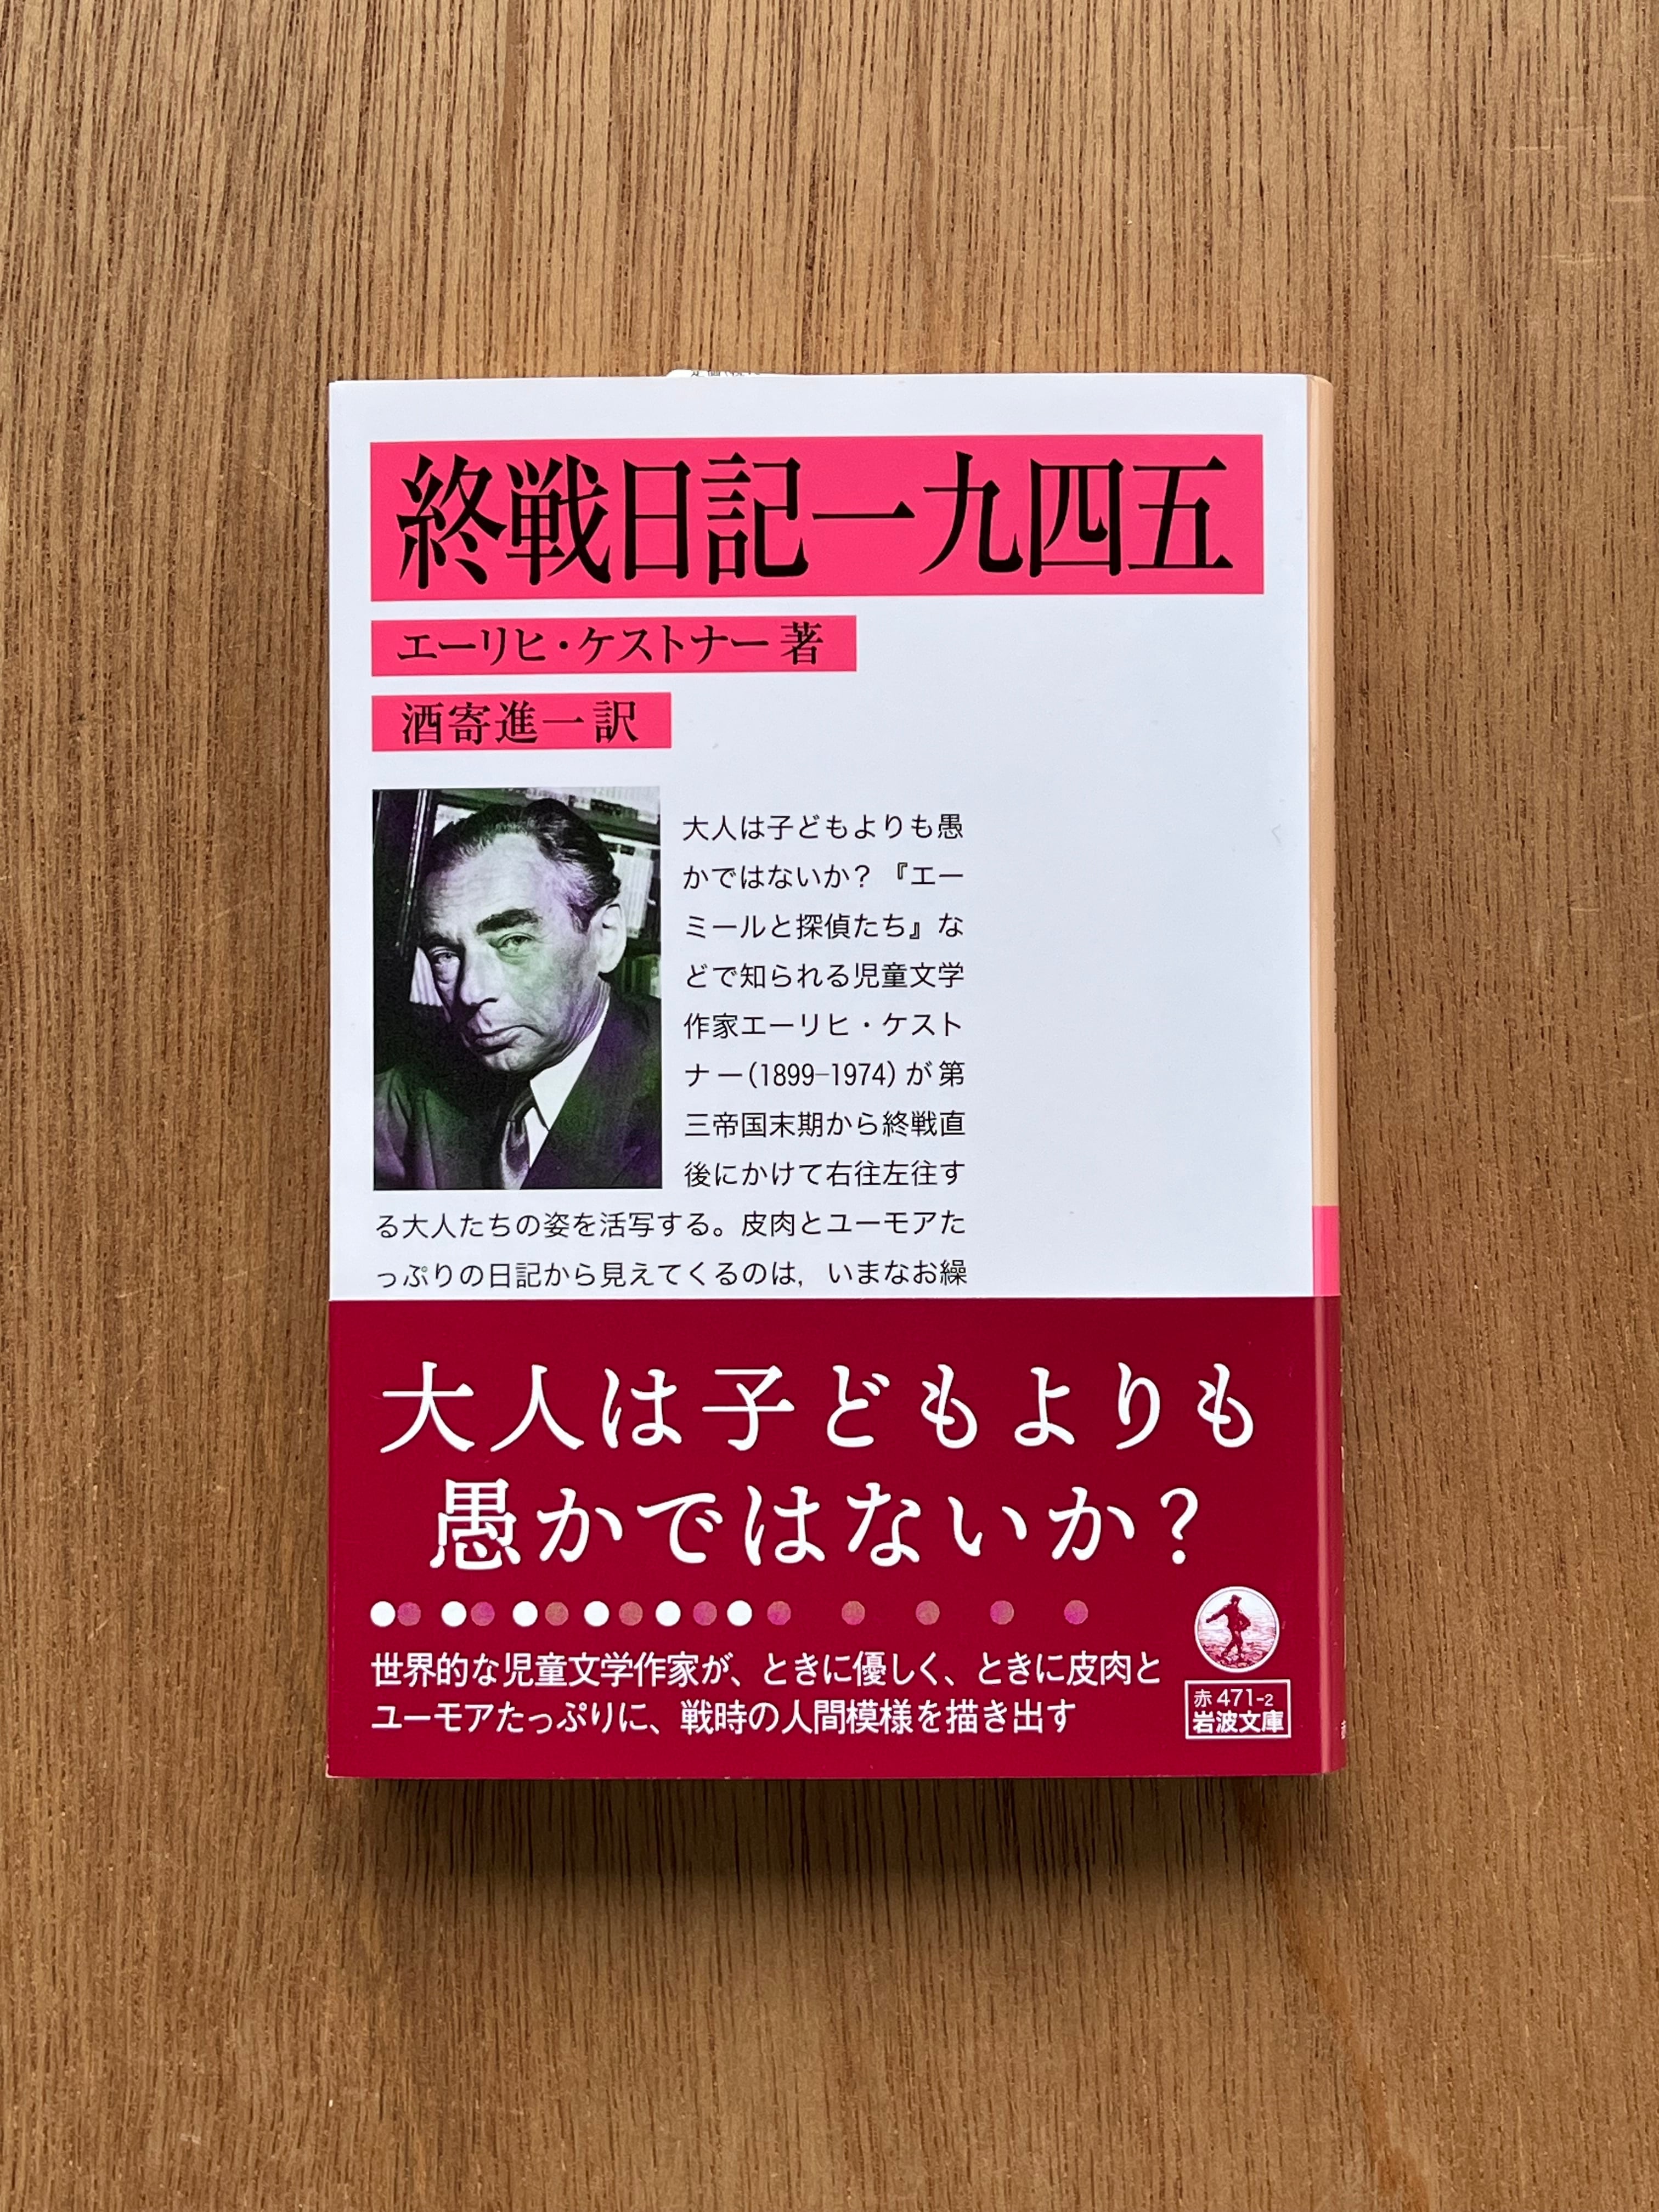 終戦日記一九四五
エーリヒ・ケストナー 著
酒寄進一 訳
大人は子どもよりも愚
かではないか？『エー
ミールと探偵たち』な
どで知られる児童文学
作家エーリヒ・ケスト
ナー(1899–1974)が第
三帝国末期から終戦直
後にかけて右往左往す
る大人たちの姿を活写する。皮肉とユーモアた
っぷりの日記から見えてくるのは，いまなお繰
大人は子どもよりも
愚かではないか？
世界的な児童文学作家が、ときに優しく、ときに皮肉と
ユーモアたっぷりに、戦時の人間模様を描き出す
赤 471-2
岩波文庫